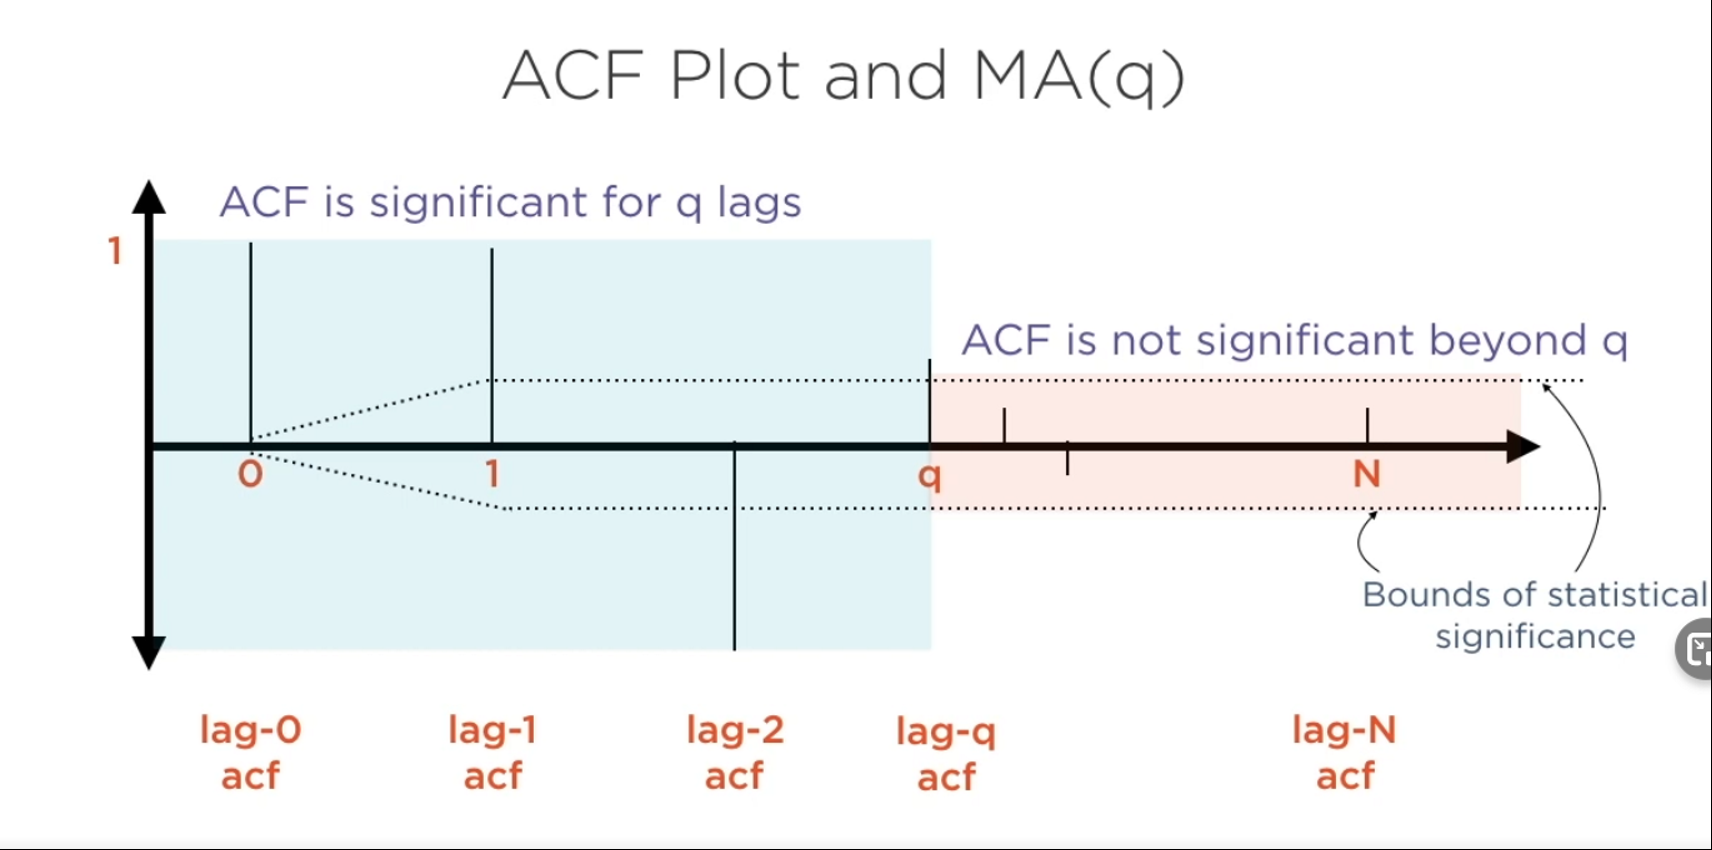 ACF Plot and MA(q)
ACF is significant for q lags
1
ACF is not significant beyond q
0
1
q
N
Bounds of statistical
significance
lag-0
acf
lag-1
acf
lag-2
acf
lag-q
acf
lag-N
acf